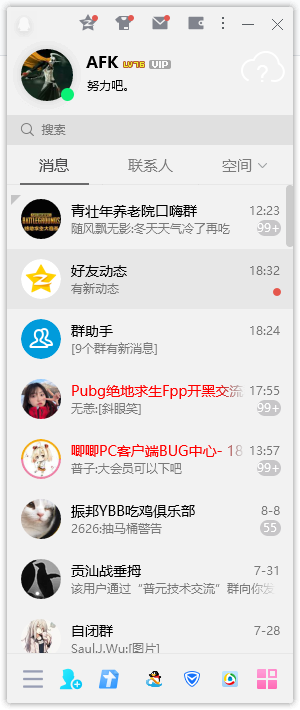 AFK LV76 VIP
努力吧。
搜索
消息 联系人 空间
青壮年养老院口嗨群 12:23
随风飘无影:冬天天气冷了再吃 99+
好友动态 18:32
有新动态
群助手 18:24
[9个群有新消息]
Pubg绝地求生Fpp开黑交流 17:55
无恙:[斜眼笑] 99+
唧唧PC客户端BUG中心- 18 13:57
普子:大会员可以下吧 99+
振邦YBB吃鸡俱乐部 8-8
2626:抽马桶警告 55
贡汕战垂拇 7-31
该用户通过“普元技术交流”群向你发
自闭群 7-28
Saul.J.Wu:[图片]